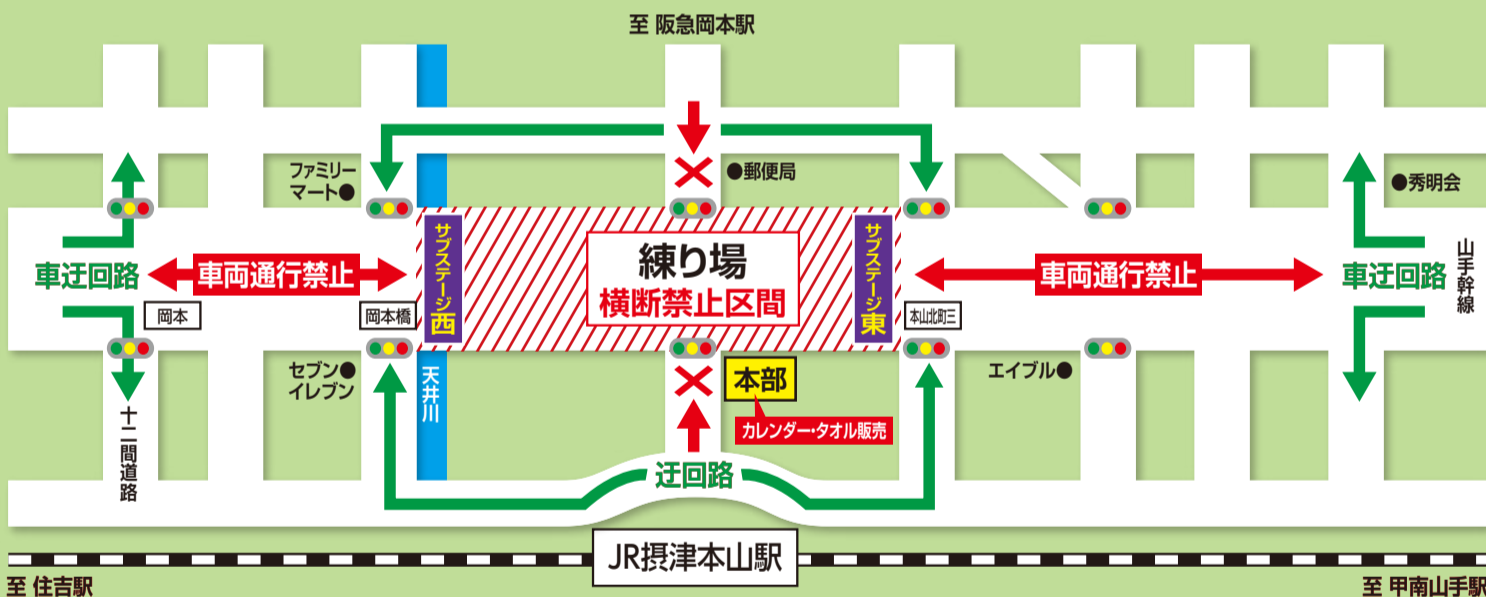 至 阪急岡本駅
ファミリー
マート●
●郵便局
●秀明会
車迂回路
車両通行禁止
サブステージ西
練り場
横断禁止区間
サブステージ東
車両通行禁止
車迂回路
山手幹線
岡本
岡本橋
本山北町三
セブン●
イレブン
天井川
本部
エイブル●
カレンダー・タオル販売
十二間道路
迂回路
JR摂津本山駅
至 住吉駅
至 甲南山手駅